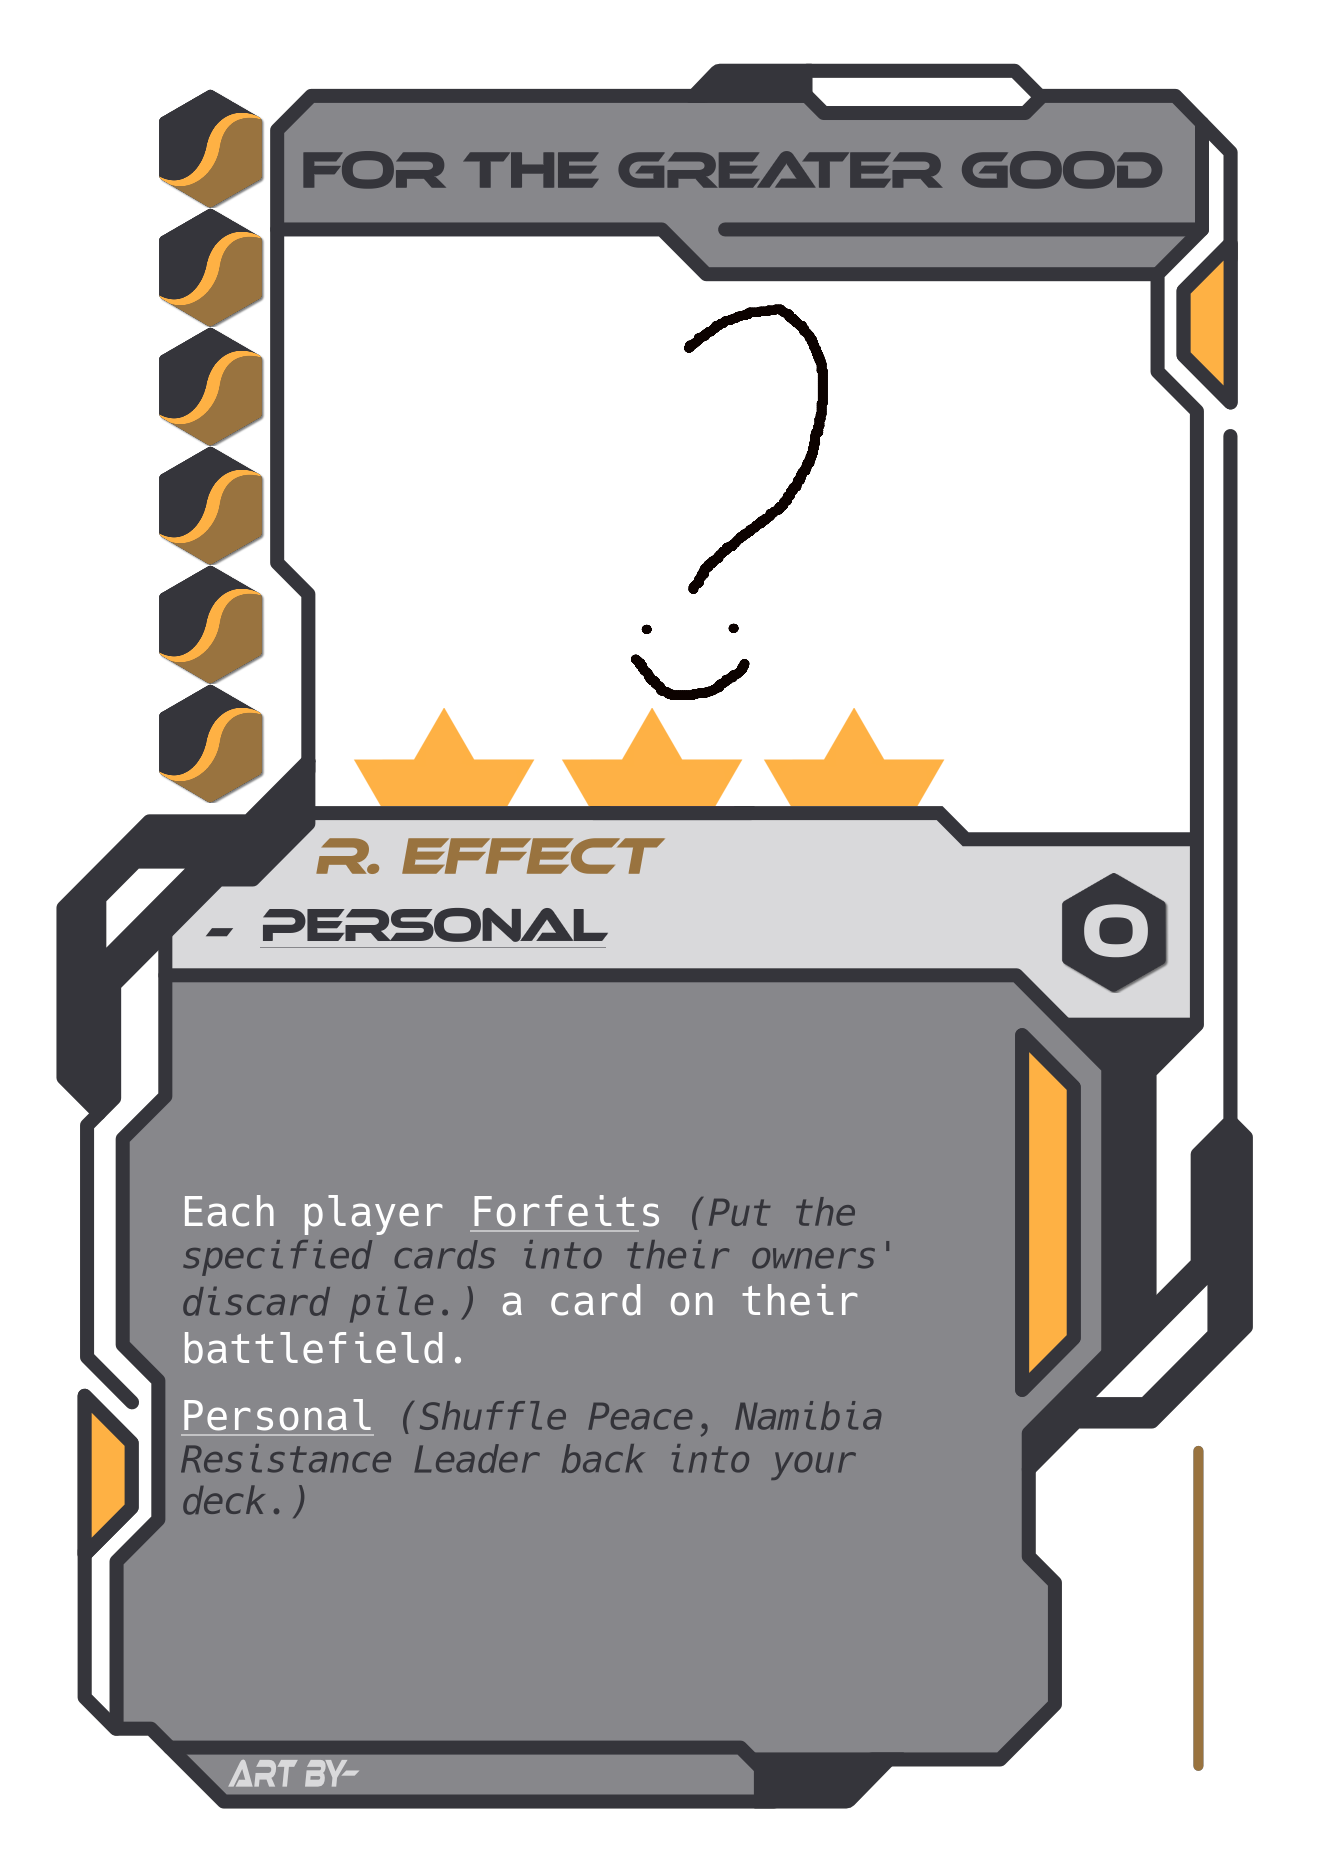 FOR THE GREATER GOOD
R. EFFECT
- PERSONAL
0
Each player Forfeits (Put the
specified cards into their owners'
discard pile.) a card on their
battlefield.
Personal (Shuffle Peace, Namibia
Resistance Leader back into your
deck.)
ART BY-